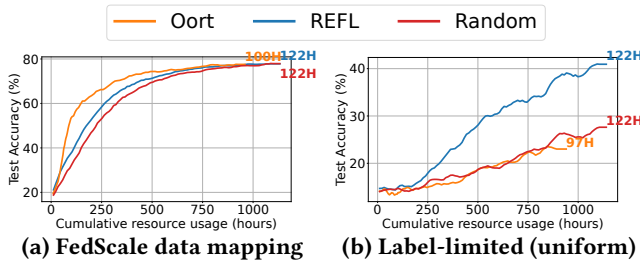 Oort REFL Random
Test Accuracy (%)
80
60
40
20
100H
122H
122H
0 250 500 750 1000
Cumulative resource usage (hours)
(a) FedScale data mapping
Test Accuracy (%)
40
30
20
122H
122H
97H
0 250 500 750 1000
Cumulative resource usage (hours)
(b) Label-limited (uniform)